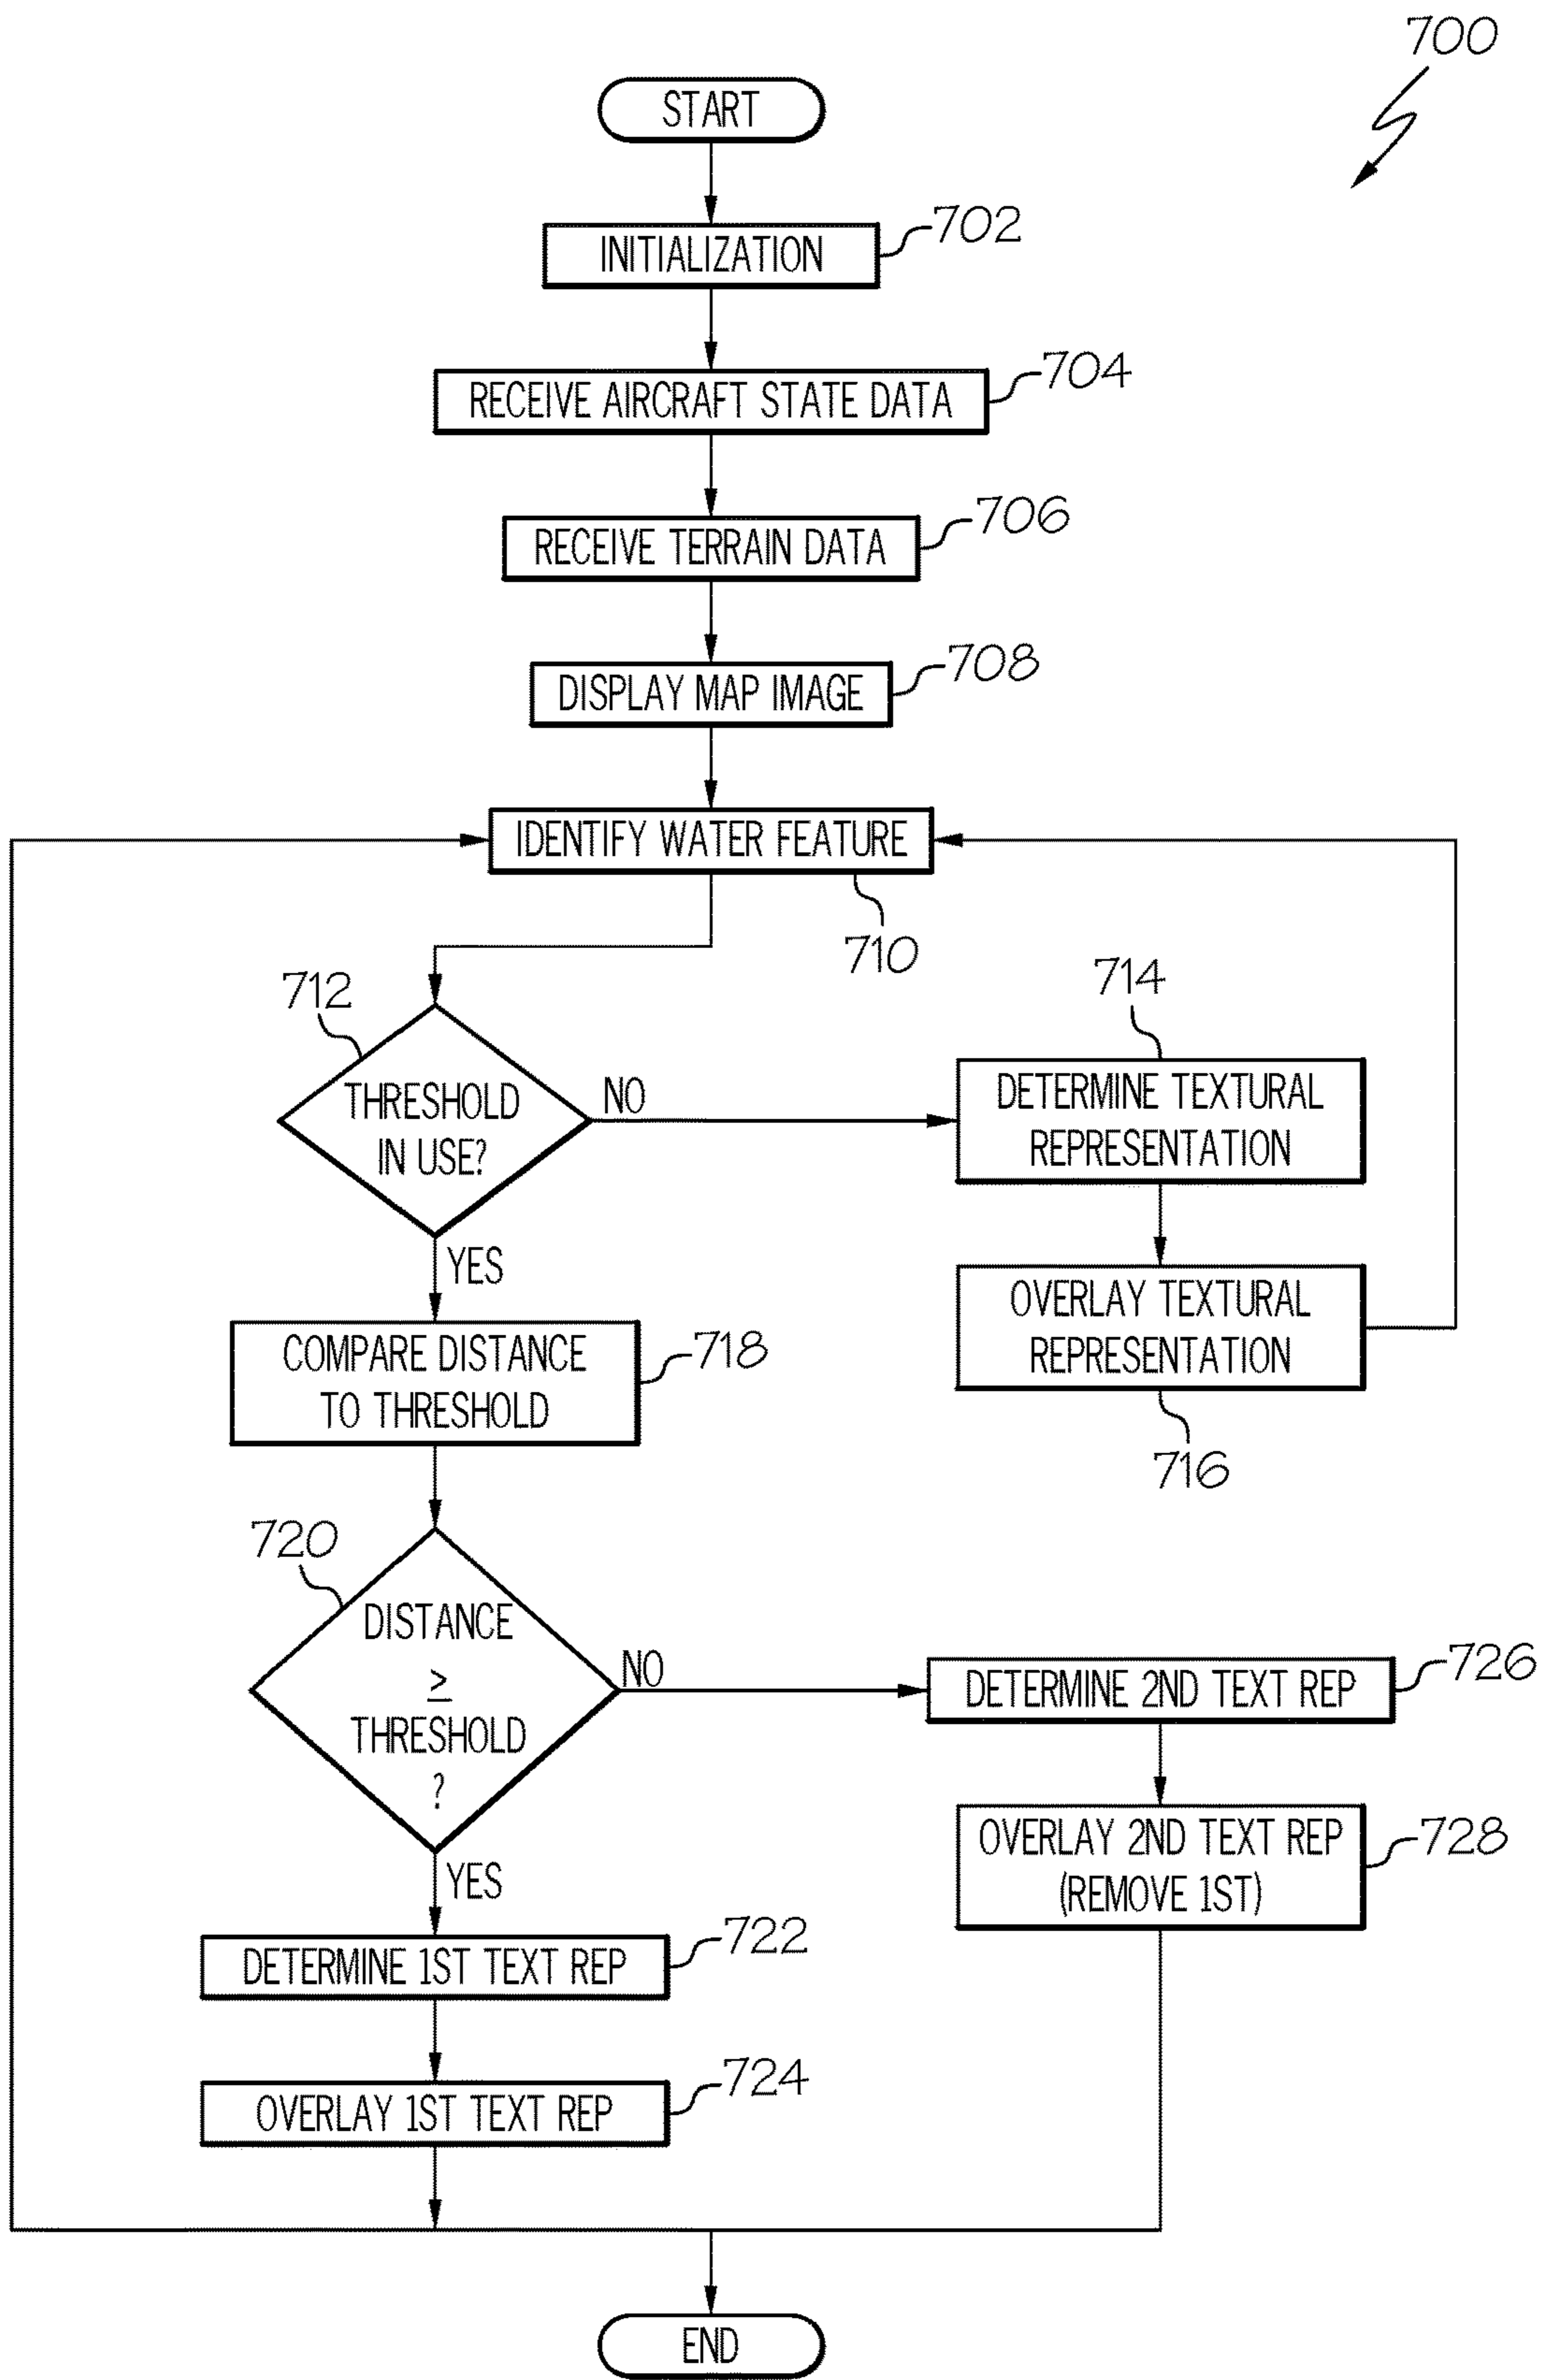 700
START
INITIALIZATION
702
RECEIVE AIRCRAFT STATE DATA
704
RECEIVE TERRAIN DATA
706
DISPLAY MAP IMAGE
708
IDENTIFY WATER FEATURE
710
712
THRESHOLD
IN USE?
NO
YES
714
DETERMINE TEXTURAL
REPRESENTATION
OVERLAY TEXTURAL
REPRESENTATION
716
COMPARE DISTANCE
TO THRESHOLD
718
720
DISTANCE
≥
THRESHOLD
?
NO
YES
DETERMINE 2ND TEXT REP
726
OVERLAY 2ND TEXT REP
(REMOVE 1ST)
728
DETERMINE 1ST TEXT REP
722
OVERLAY 1ST TEXT REP
724
END